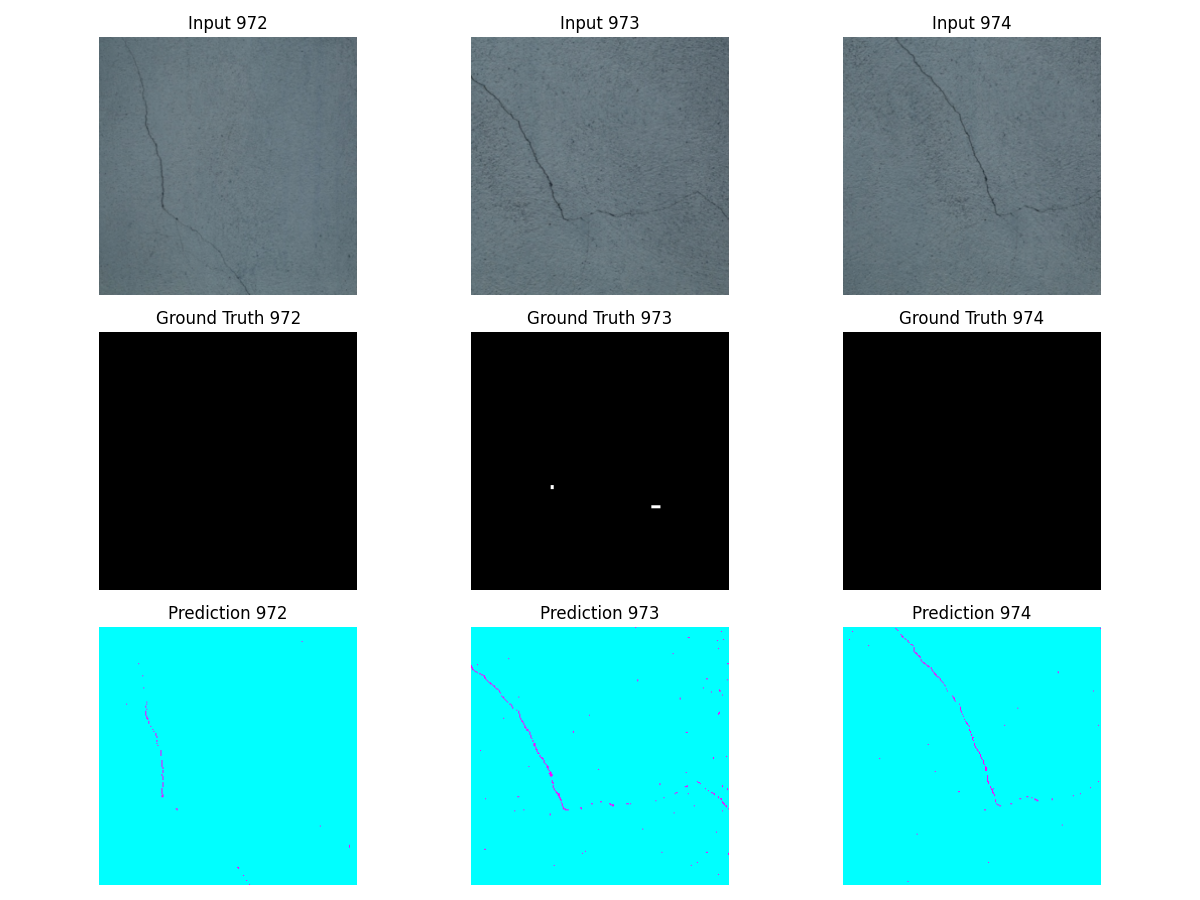 Input 972
Input 973
Input 974
Ground Truth 972
Ground Truth 973
Ground Truth 974
Prediction 972
Prediction 973
Prediction 974